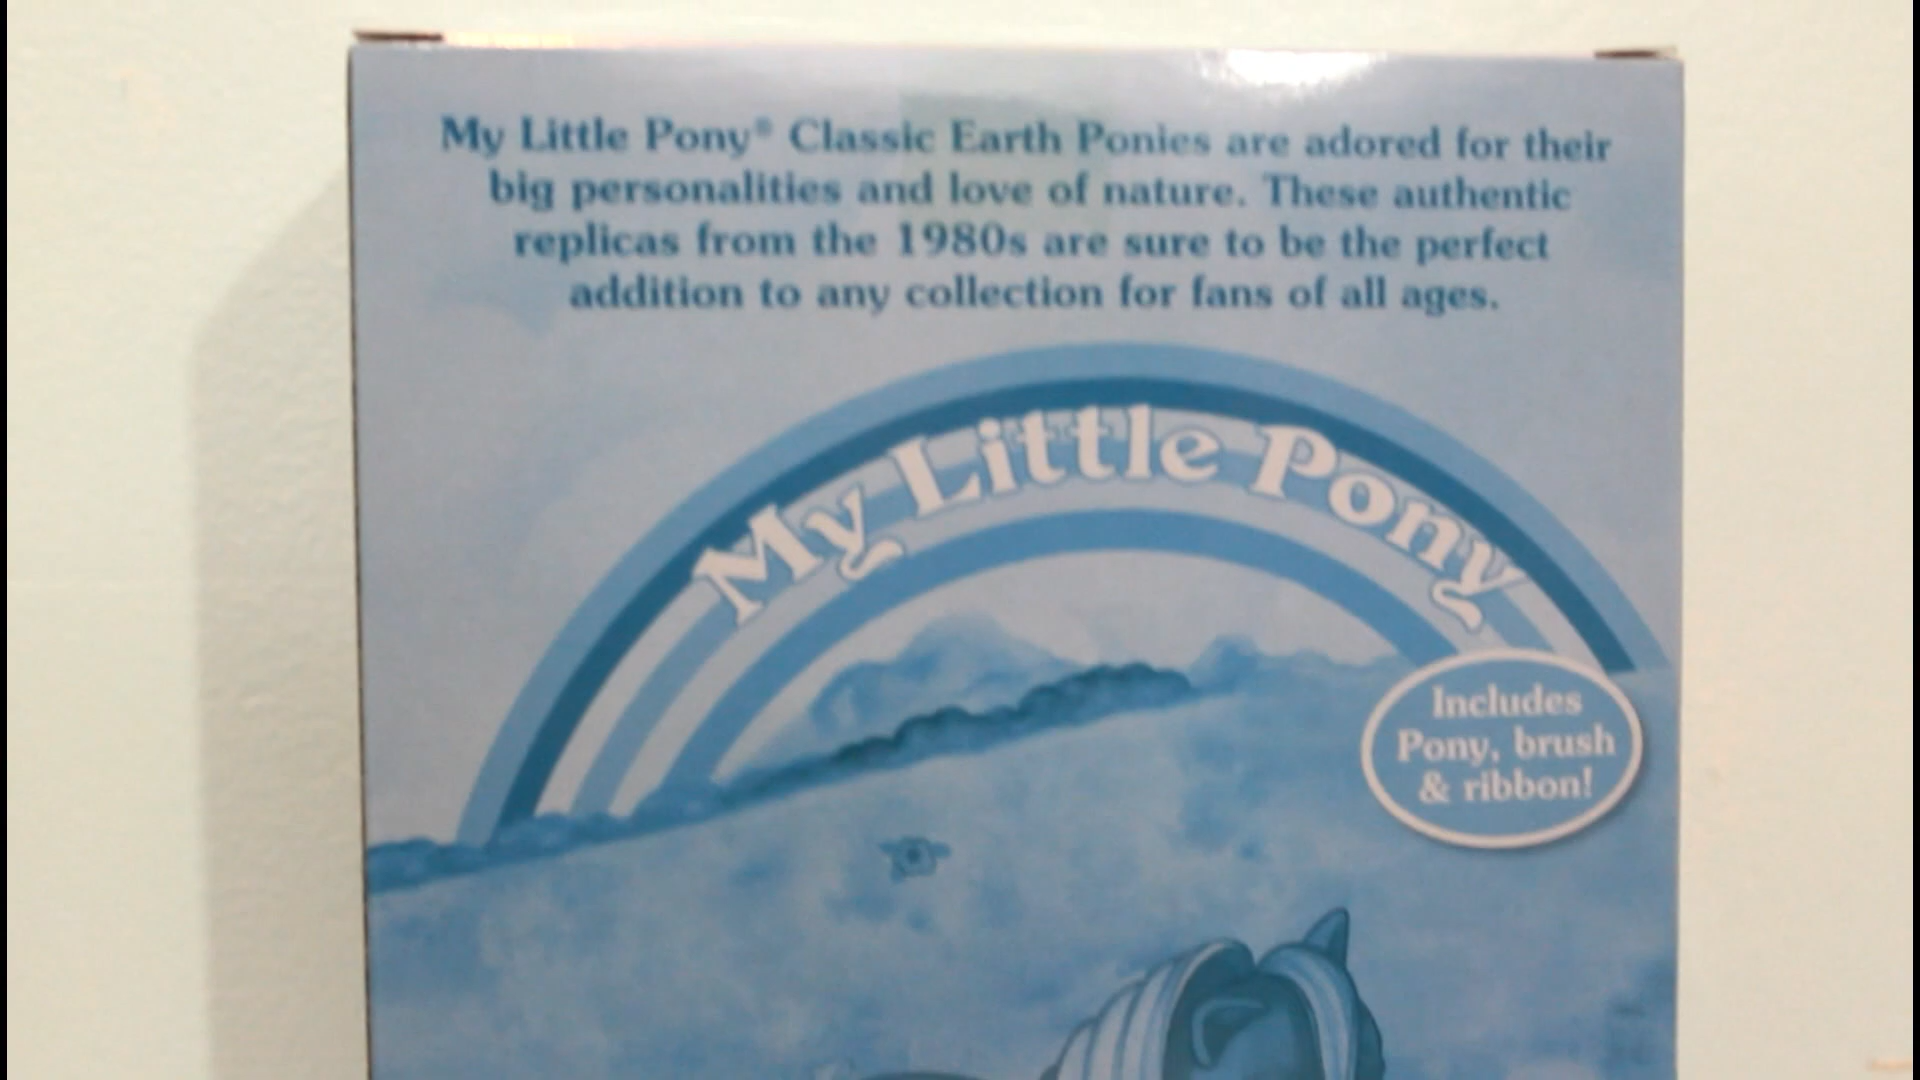 My Little Pony® Classic Earth Ponies are adored for their
big personalities and love of nature. These authentic
replicas from the 1980s are sure to be the perfect
addition to any collection for fans of all ages.
My Little Pony
Includes
Pony, brush
& ribbon!